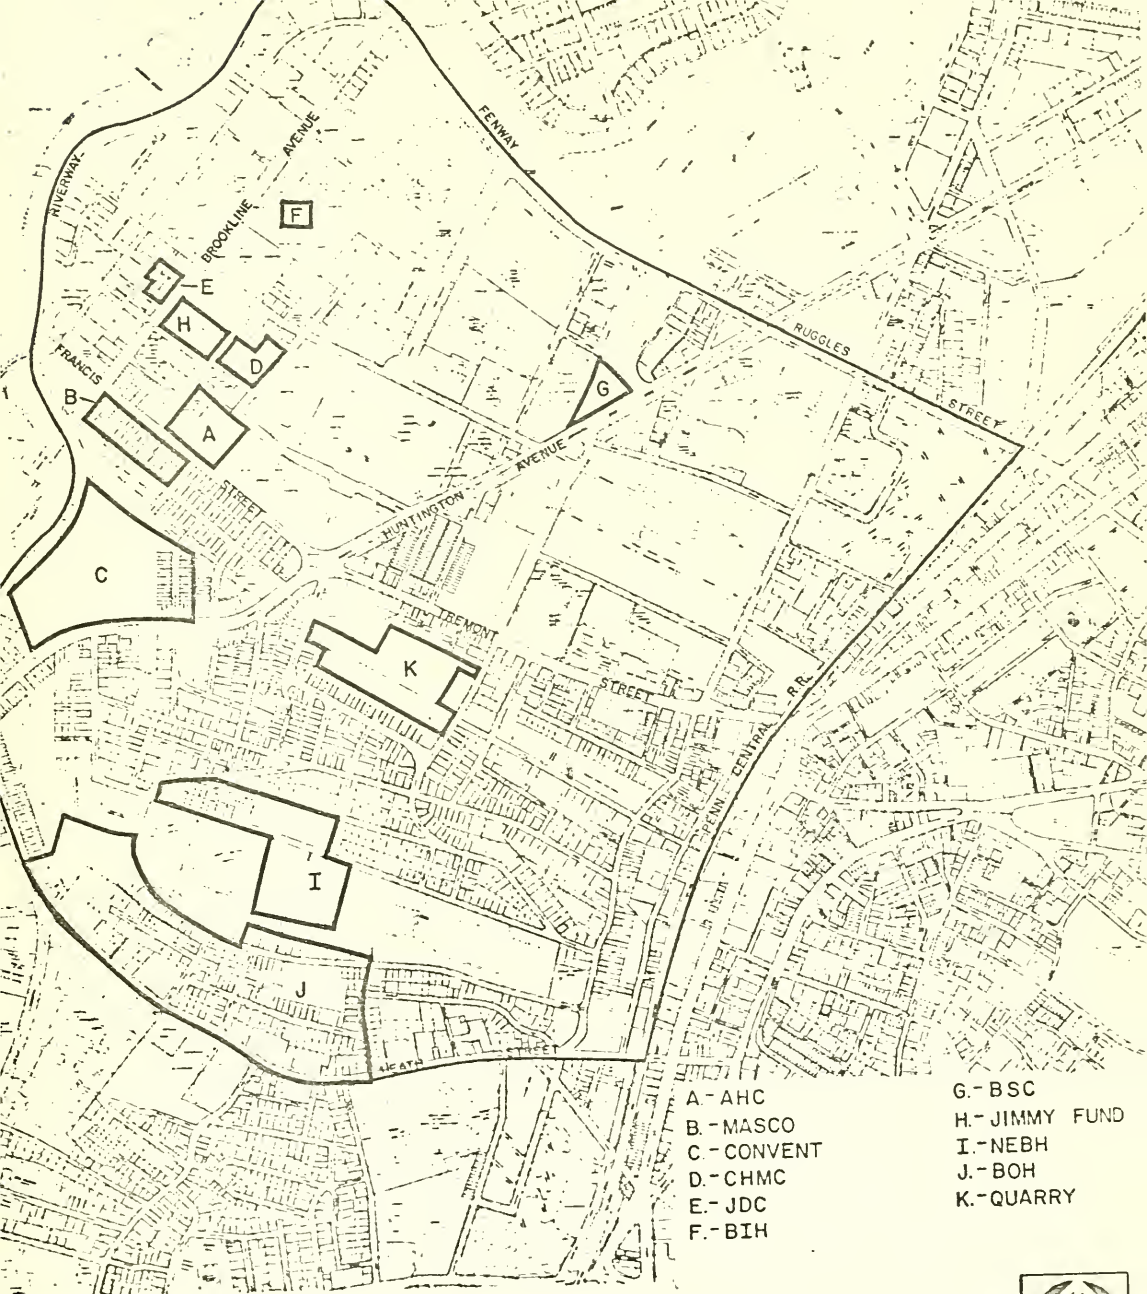 FENWAY
RIVERWAY
BROOKLINE AVENUE
F
E
H
D
RUGGLES STREET
FRANCIS STREET
B
A
G
HUNTINGTON AVENUE
C
TREMONT STREET
K
PENN CENTRAL R.R.
I
J
HEATH STREET
A.-AHC
B.-MASCO
C.-CONVENT
D.-CHMC
E.-JDC
F.-BIH
G.-BSC
H.-JIMMY FUND
I.-NEBH
J.-BOH
K.-QUARRY